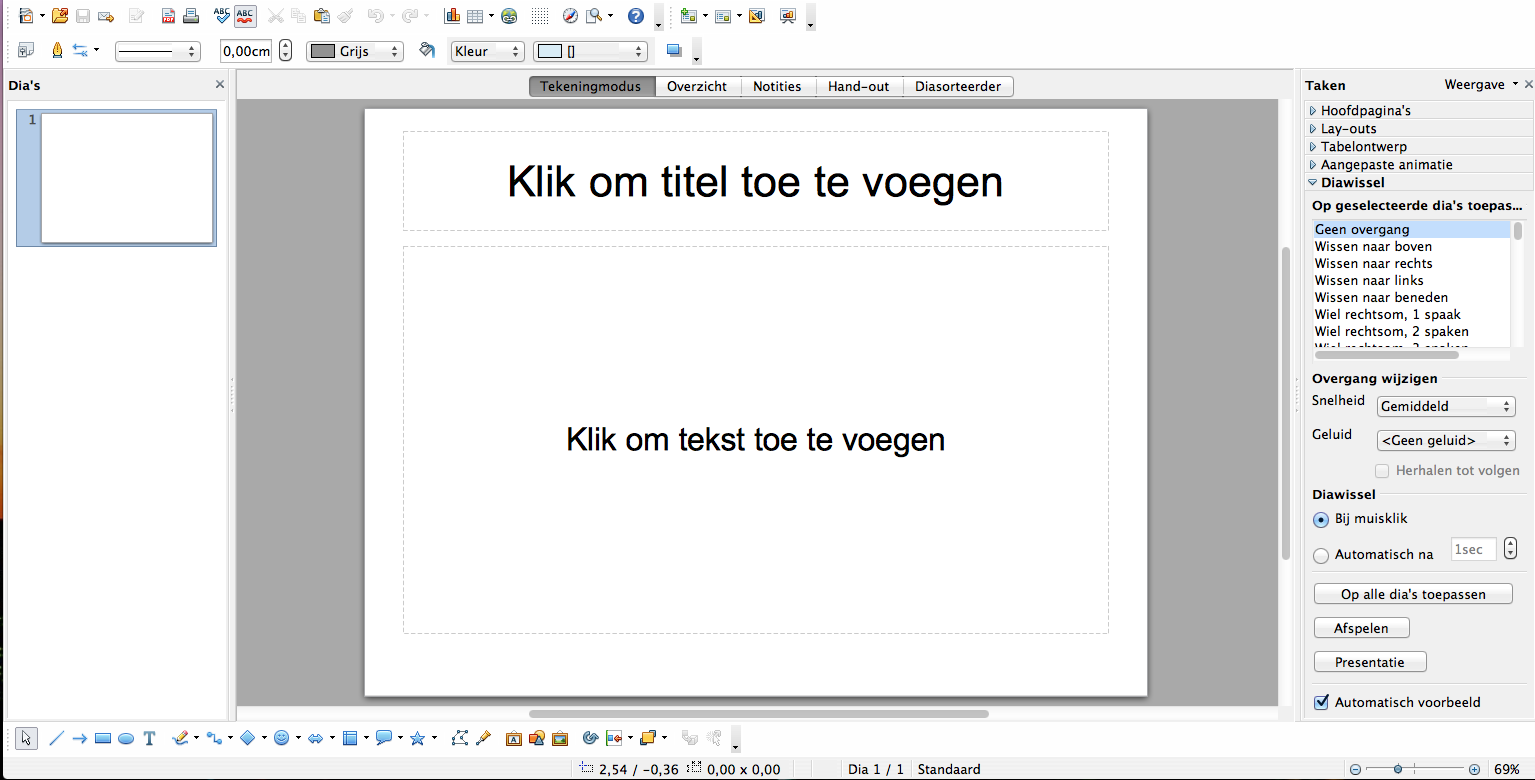 ABC
ABC
0,00cm
Grijs
Kleur
[]
Dia's
1
Tekeningmodus
Overzicht
Notities
Hand-out
Diasorteerder
Klik om titel toe te voegen
Klik om tekst toe te voegen
Taken
Weergave
Hoofdpagina's
Lay-outs
Tabelontwerp
Aangepaste animatie
Diawissel
Op geselecteerde dia's toepas...
Geen overgang
Wissen naar boven
Wissen naar rechts
Wissen naar links
Wissen naar beneden
Wiel rechtsom, 1 spaak
Wiel rechtsom, 2 spaken
Overgang wijzigen
Snelheid
Gemiddeld
Geluid
<Geen geluid>
Herhalen tot volgen
Diawissel
Bij muisklik
Automatisch na
1sec
Op alle dia's toepassen
Afspelen
Presentatie
Automatisch voorbeeld
T
2,54 / -0,36
0,00 x 0,00
Dia 1 / 1
Standaard
69%